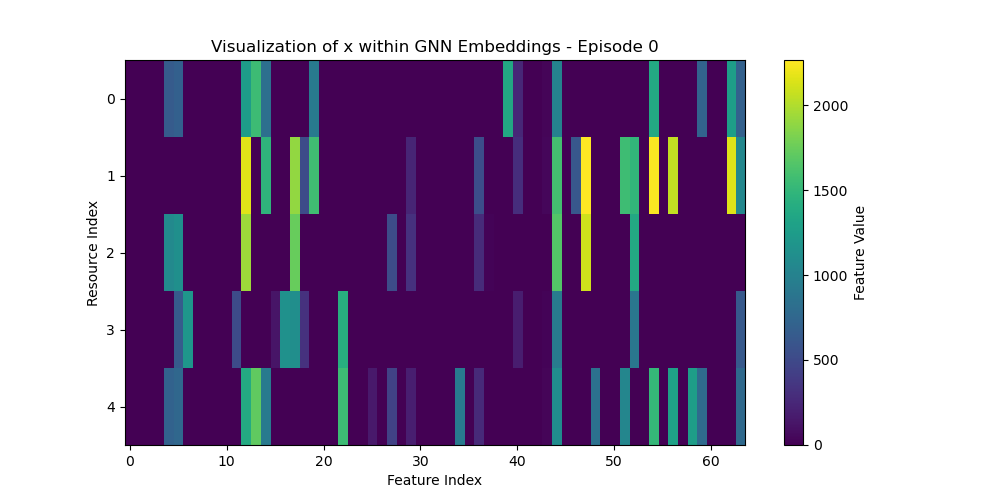 Visualization of x within GNN Embeddings - Episode 0
Resource Index
0
1
2
3
4
0 10 20 30 40 50 60
Feature Index
2000
1500
1000
500
0
Feature Value